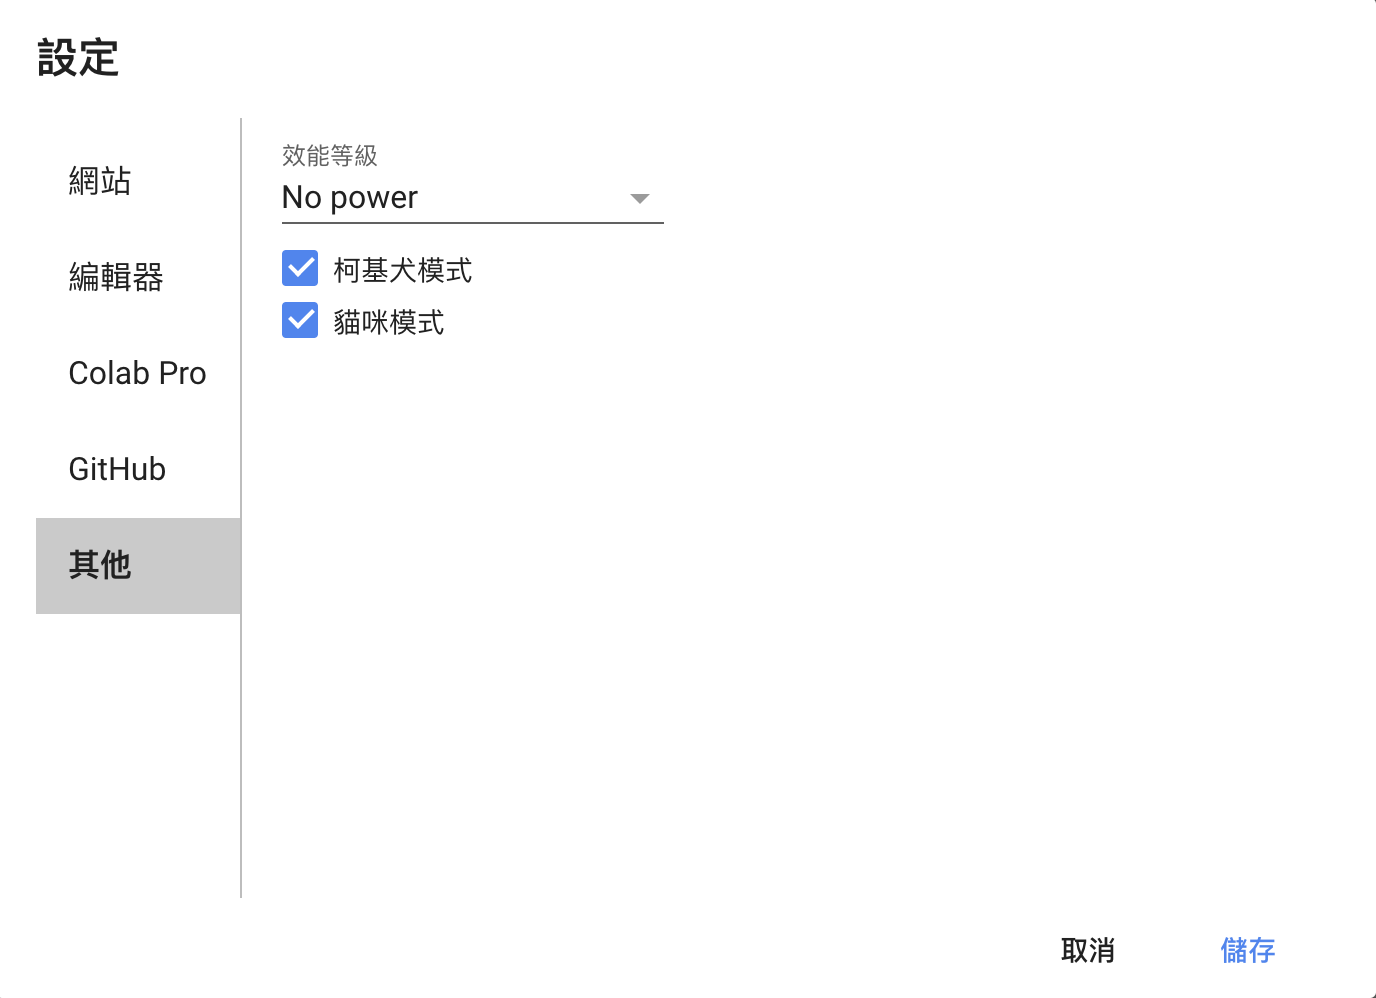 設定
網站
編輯器
Colab Pro
GitHub
其他
效能等級
No power
柯基犬模式
貓咪模式
取消
儲存